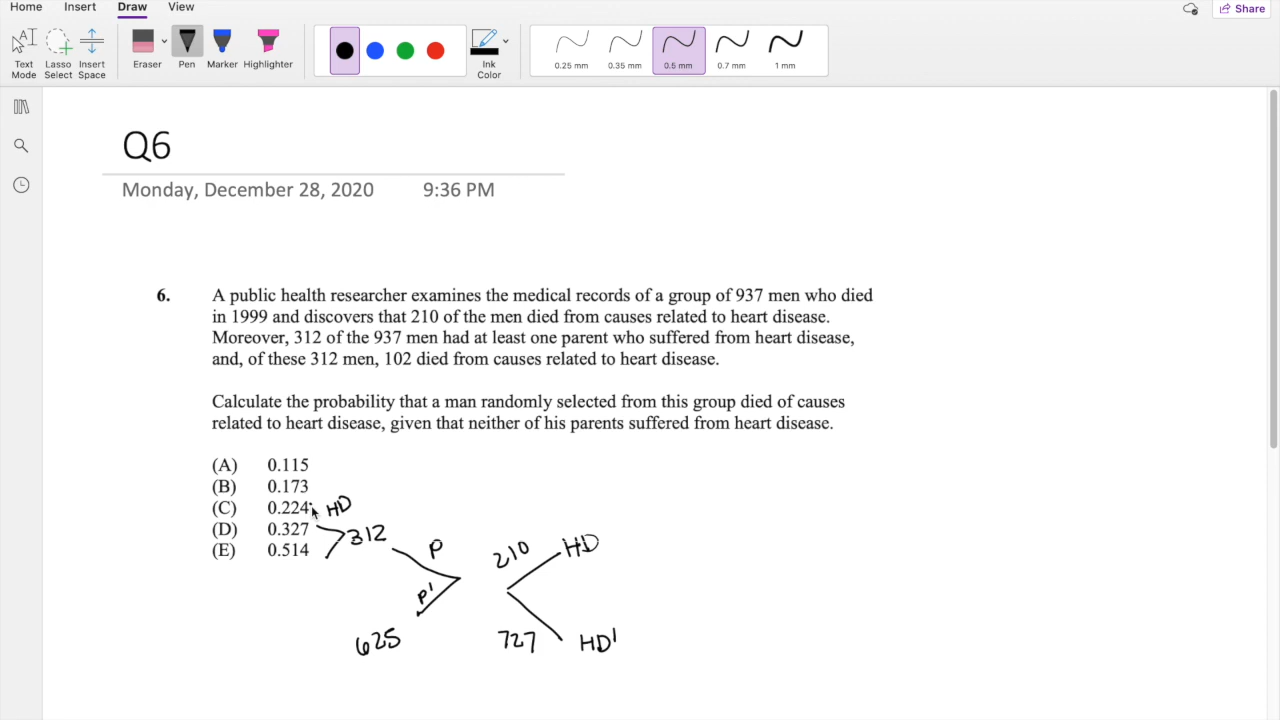 Home Insert Draw View
Share
Text Mode
Lasso Select
Insert Space
Eraser
Pen
Marker
Highlighter
Ink Color
0.25 mm
0.35 mm
0.5 mm
0.7 mm
1 mm
Q6
Monday, December 28, 2020 9:36 PM
6. A public health researcher examines the medical records of a group of 937 men who died
in 1999 and discovers that 210 of the men died from causes related to heart disease.
Moreover, 312 of the 937 men had at least one parent who suffered from heart disease,
and, of these 312 men, 102 died from causes related to heart disease.
Calculate the probability that a man randomly selected from this group died of causes
related to heart disease, given that neither of his parents suffered from heart disease.
(A) 0.115
(B) 0.173
(C) 0.224
(D) 0.327
(E) 0.514
HD
312
P
P'
625
210
HD
727
HD'